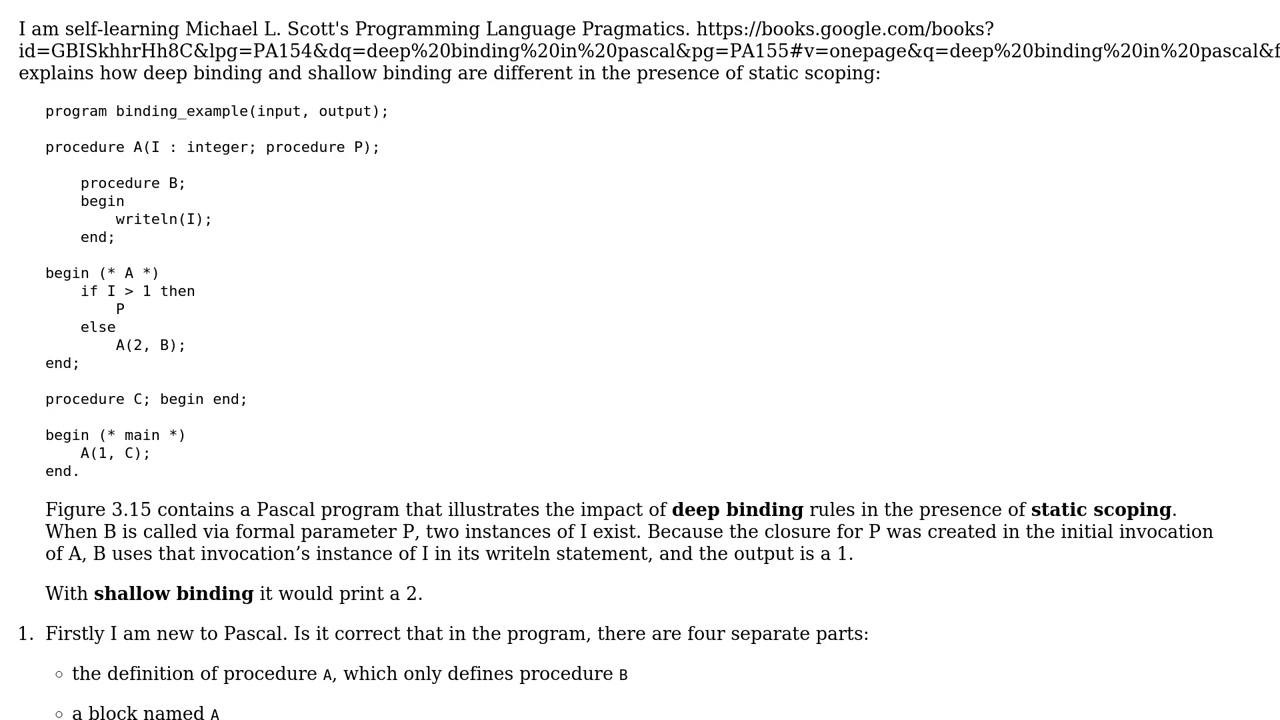 I am self-learning Michael L. Scott's Programming Language Pragmatics. https://books.google.com/books?
id=GBISkhhrHh8C&lpg=PA154&dq=deep%20binding%20in%20pascal&pg=PA155#v=onepage&q=deep%20binding%20in%20pascal&f
explains how deep binding and shallow binding are different in the presence of static scoping:
program binding_example(input, output);
procedure A(I : integer; procedure P);
procedure B;
begin
writeln(I);
end;
begin (* A *)
if I > 1 then
P
else
A(2, B);
end;
procedure C; begin end;
begin (* main *)
A(1, C);
end.
Figure 3.15 contains a Pascal program that illustrates the impact of deep binding rules in the presence of static scoping.
When B is called via formal parameter P, two instances of I exist. Because the closure for P was created in the initial invocation
of A, B uses that invocation’s instance of I in its writeln statement, and the output is a 1.
With shallow binding it would print a 2.
1. Firstly I am new to Pascal. Is it correct that in the program, there are four separate parts:
◦ the definition of procedure A, which only defines procedure B
◦ a block named A